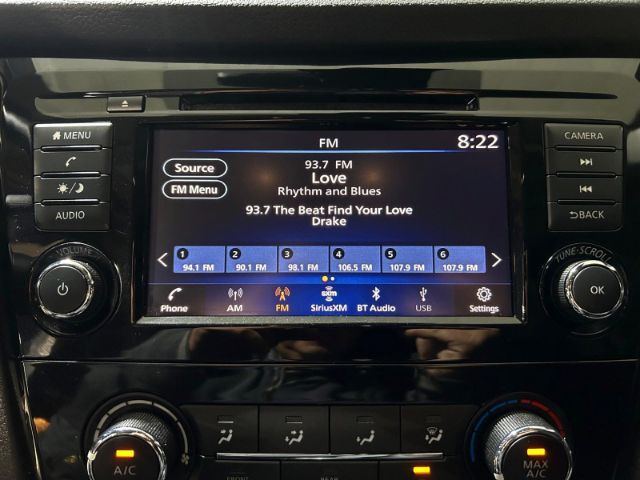 MENU
AUDIO
VOLUME
FM
8:22
Source
FM Menu
93.7 FM
Love
Rhythm and Blues
93.7 The Beat Find Your Love
Drake
1 2 3 4 5 6
94.1 FM 90.1 FM 98.1 FM 106.5 FM 107.9 FM 107.9 FM
Phone AM FM SiriusXM BT Audio USB Settings
sxm
CAMERA
BACK
TUNE·SCROLL
OK
A/C
FRONT
REAR
MAX
A/C